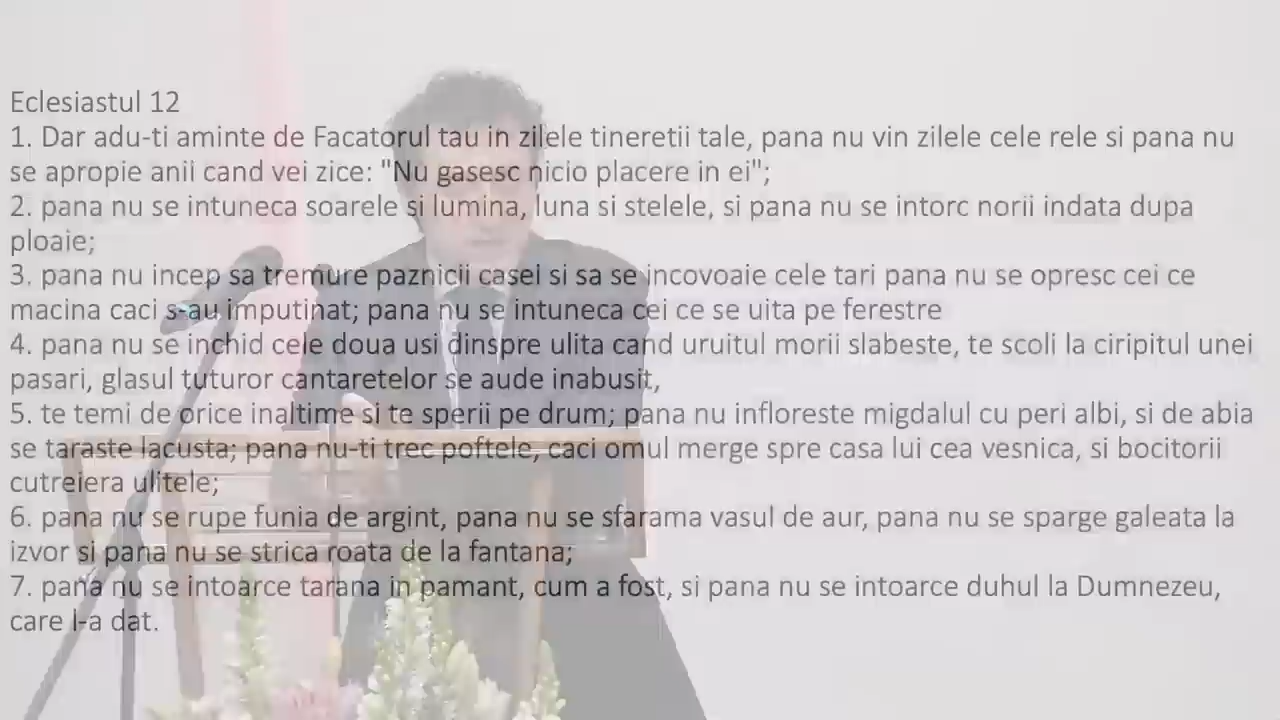 Eclesiastul 12
1. Dar adu-ti aminte de Facatorul tau in zilele tineretii tale, pana nu vin zilele cele rele si pana nu
se apropie anii cand vei zice: "Nu gasesc nicio placere in ei";
2. pana nu se intuneca soarele si lumina, luna si stelele, si pana nu se intorc norii indata dupa
ploaie;
3. pana nu incep sa tremure paznicii casei si sa se incovoaie cele tari pana nu se opresc cei ce
macina caci s-au imputinat; pana nu se intuneca cei ce se uita pe ferestre
4. pana nu se inchid cele doua usi dinspre ulita cand uruitul morii slabeste, te scoli la ciripitul unei
pasari, glasul tuturor cantaretelor se aude inabusit,
5. te temi de orice inaltime si te sperii pe drum; pana nu infloreste migdalul cu peri albi, si de abia
se taraste lacusta; pana nu-ti trec poftele, caci omul merge spre casa lui cea vesnica, si bocitorii
cutreiera ulitele;
6. pana nu se rupe funia de argint, pana nu se sfarama vasul de aur, pana nu se sparge galeata la
izvor si pana nu se strica roata de la fantana;
7. pana nu se intoarce tarana in pamant, cum a fost, si pana nu se intoarce duhul la Dumnezeu,
care l-a dat.